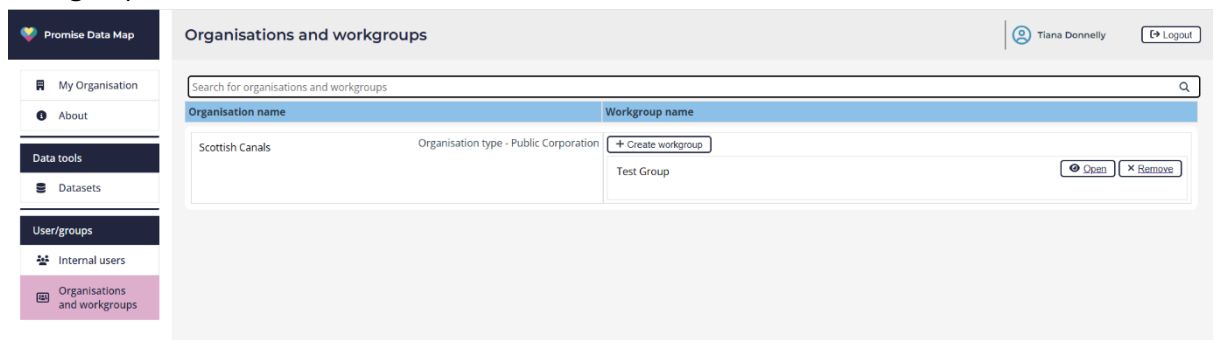 Promise Data Map
Organisations and workgroups
Tiana Donnelly
Logout
My Organisation
About
Data tools
Datasets
User/groups
Internal users
Organisations
and workgroups
Search for organisations and workgroups
Organisation name
Workgroup name
Scottish Canals
Organisation type - Public Corporation
+ Create workgroup
Test Group
Open
× Remove